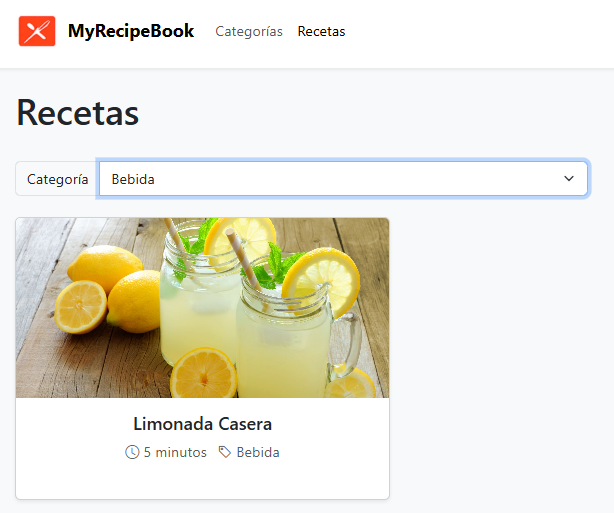 MyRecipeBook Categorías Recetas
Recetas
Categoría Bebida
Limonada Casera
5 minutos Bebida